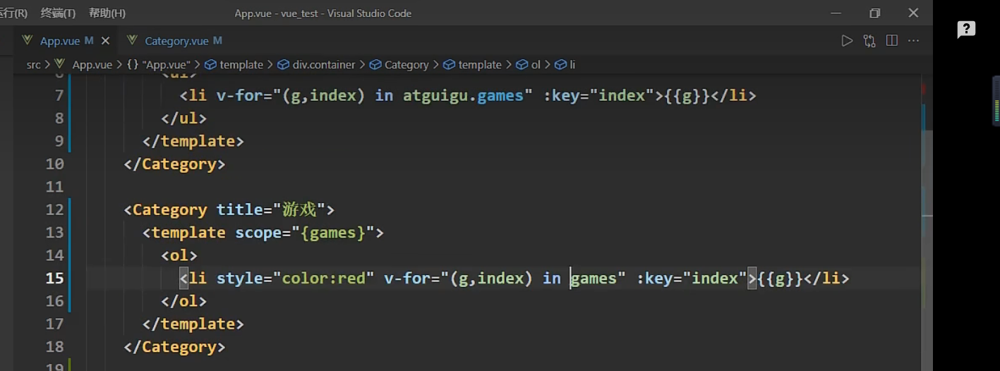 运行(R) 终端(T) 帮助(H) App.vue - vue_test - Visual Studio Code
App.vue M Category.vue M
src > App.vue > {} "App.vue" > template > div.container > Category > template > ol > li
6 <ul>
7 <li v-for="(g,index) in atguigu.games" :key="index">{{g}}</li>
8 </ul>
9 </template>
10 </Category>
11
12 <Category title="游戏">
13 <template scope="{games}">
14 <ol>
15 <li style="color:red" v-for="(g,index) in games" :key="index">{{g}}</li>
16 </ol>
17 </template>
18 </Category>
19
?